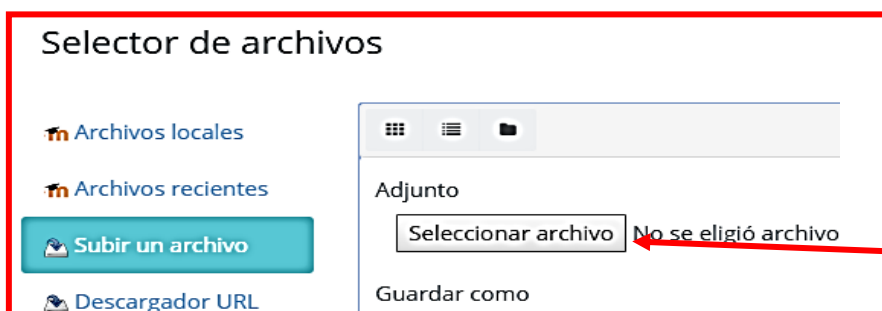 Selector de archivos
Archivos locales
Archivos recientes
Subir un archivo
Descargador URL
Adjunto
Seleccionar archivo No se eligió archivo
Guardar como